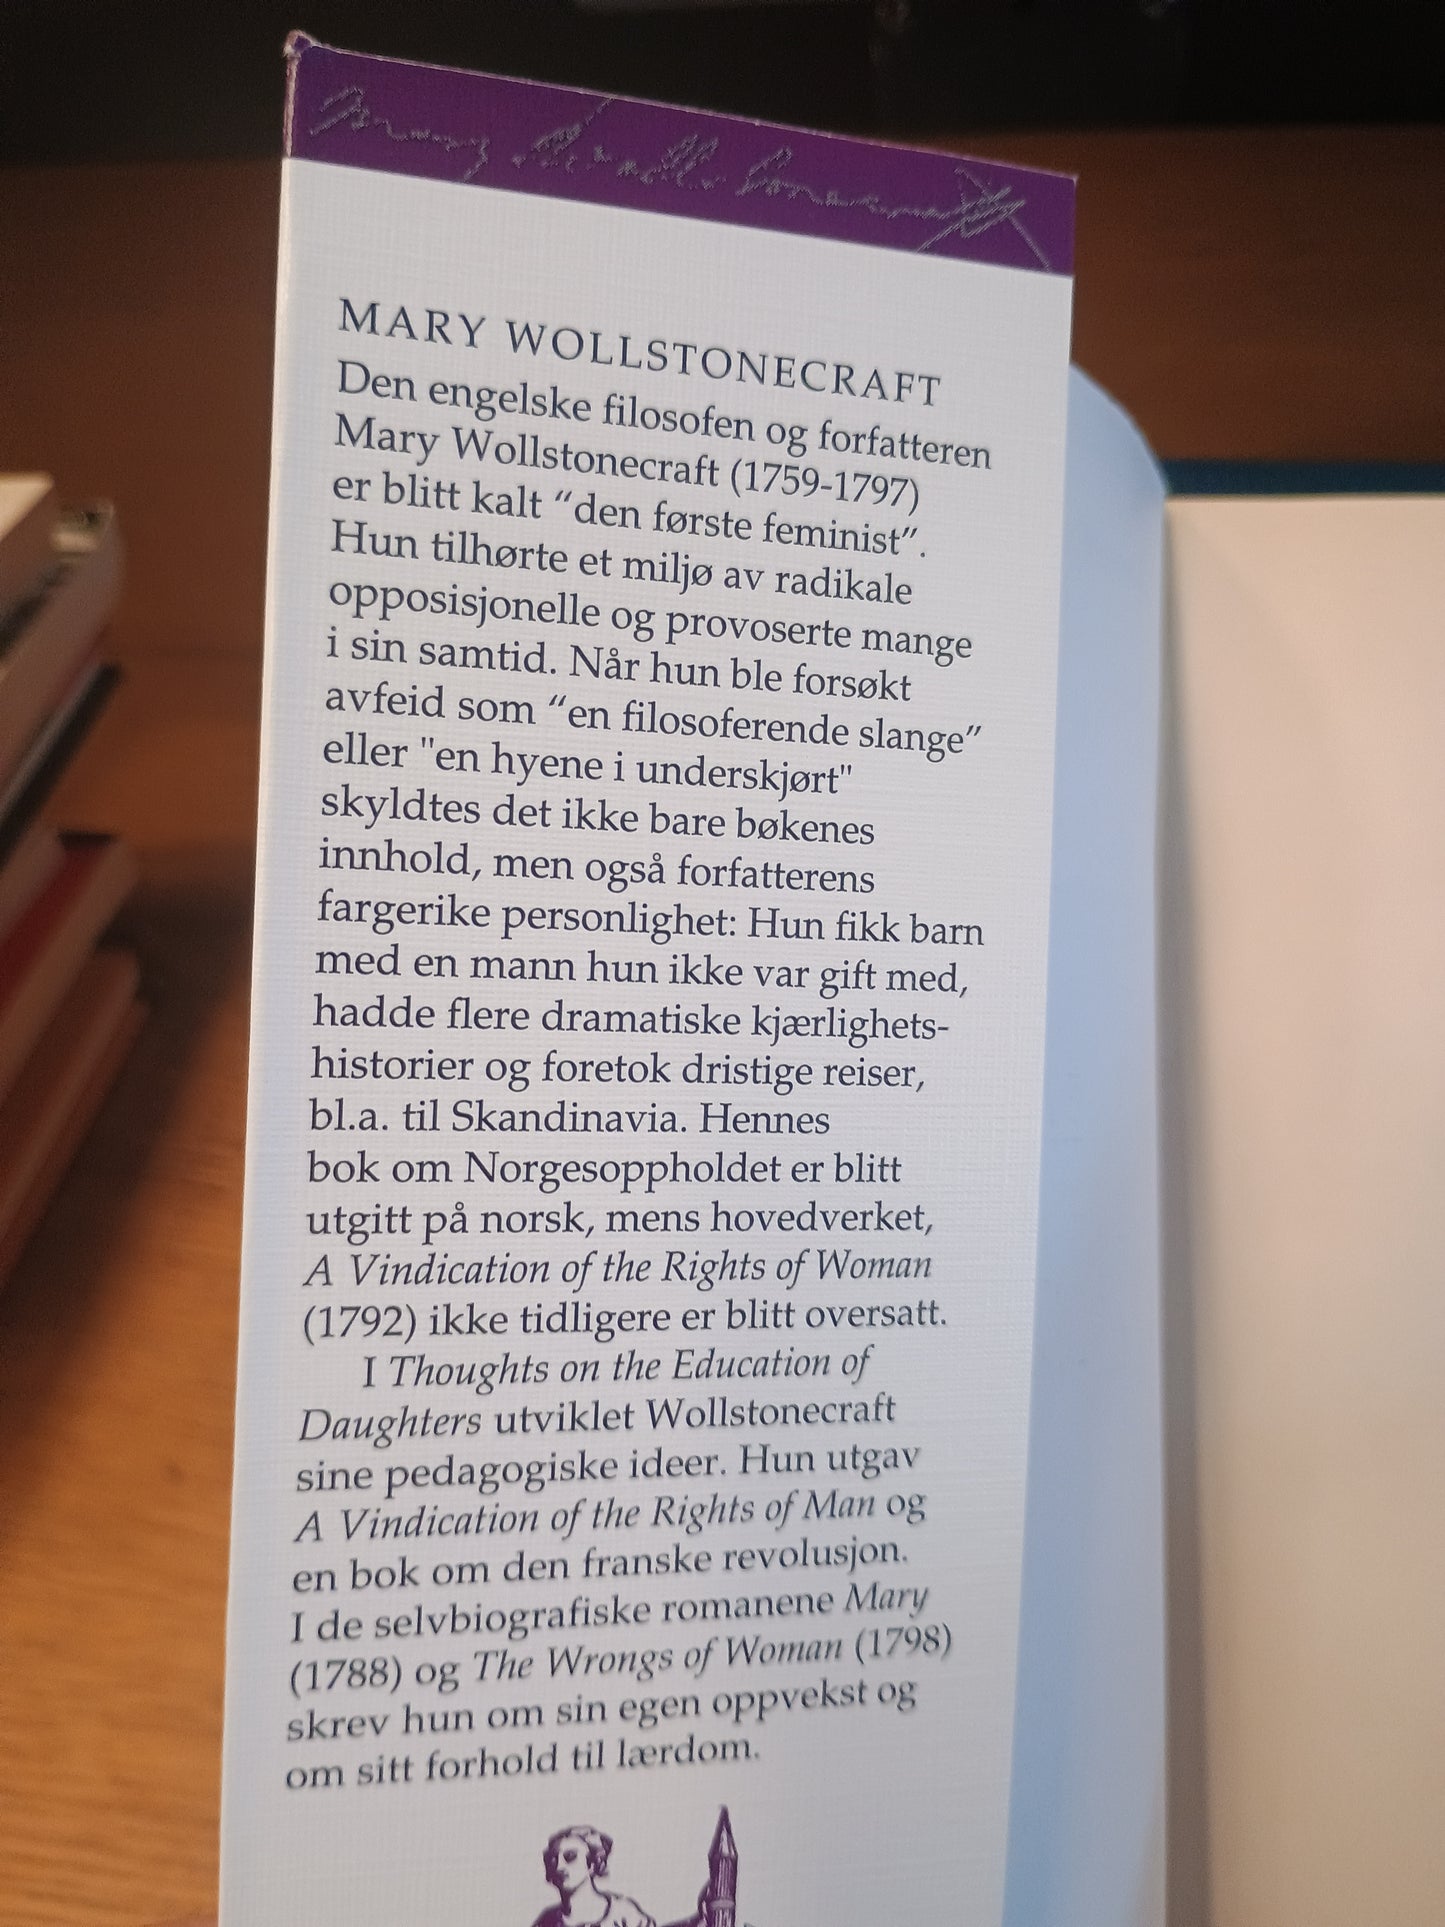 Mary Wollstonecraft
MARY WOLLSTONECRAFT
Den engelske filosofen og forfatteren
Mary Wollstonecraft (1759-1797)
er blitt kalt “den første feminist”.
Hun tilhørte et miljø av radikale
opposisjonelle og provoserte mange
i sin samtid. Når hun ble forsøkt
avfeid som “en filosoferende slange”
eller "en hyene i underskjørt"
skyldtes det ikke bare bøkenes
innhold, men også forfatterens
fargerike personlighet: Hun fikk barn
med en mann hun ikke var gift med,
hadde flere dramatiske kjærlighets-
historier og foretok dristige reiser,
bl.a. til Skandinavia. Hennes
bok om Norgesoppholdet er blitt
utgitt på norsk, mens hovedverket,
A Vindication of the Rights of Woman
(1792) ikke tidligere er blitt oversatt.
I Thoughts on the Education of
Daughters utviklet Wollstonecraft
sine pedagogiske ideer. Hun utgav
A Vindication of the Rights of Man og
en bok om den franske revolusjon.
I de selvbiografiske romanene Mary
(1788) og The Wrongs of Woman (1798)
skrev hun om sin egen oppvekst og
om sitt forhold til lærdom.